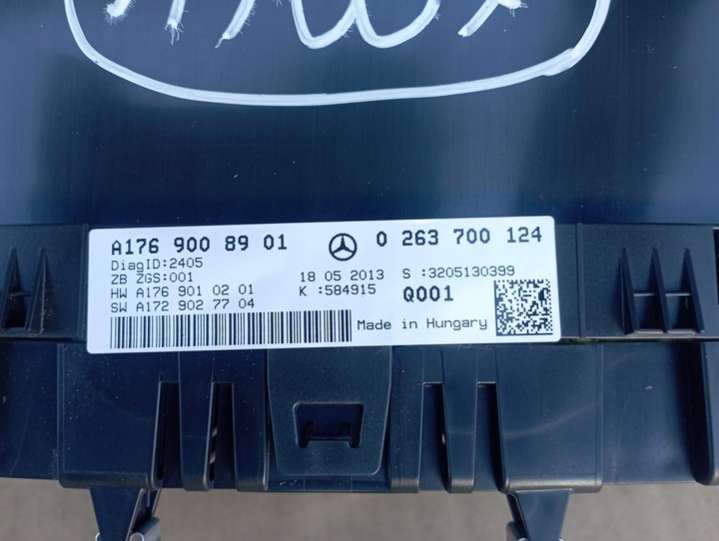 A176 900 89 01 0 263 700 124
DiagID:2405
ZB ZGS:001 18 05 2013 S :3205130399
HW A176 901 02 01 K :584915 Q001
SW A172 902 77 04
Made in Hungary